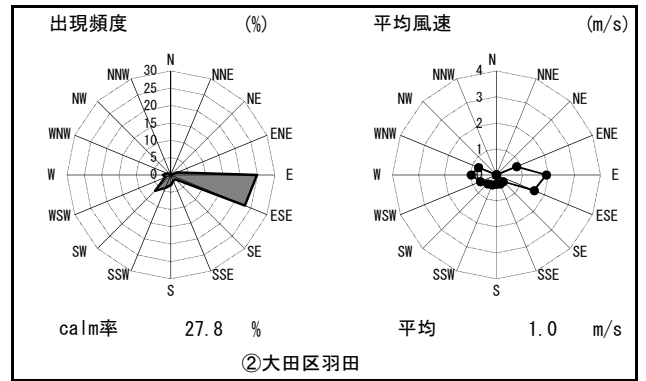 出現頻度 (%)
N
NNE
NE
ENE
E
ESE
SE
SSE
S
SSW
SW
WSW
W
WNW
NW
NNW
30
25
20
15
10
5
0
calm率 27.8 %
平均風速 (m/s)
N
NNE
NE
ENE
E
ESE
SE
SSE
S
SSW
SW
WSW
W
WNW
NW
NNW
4
3
2
1
0
平均 1.0 m/s
②大田区羽田